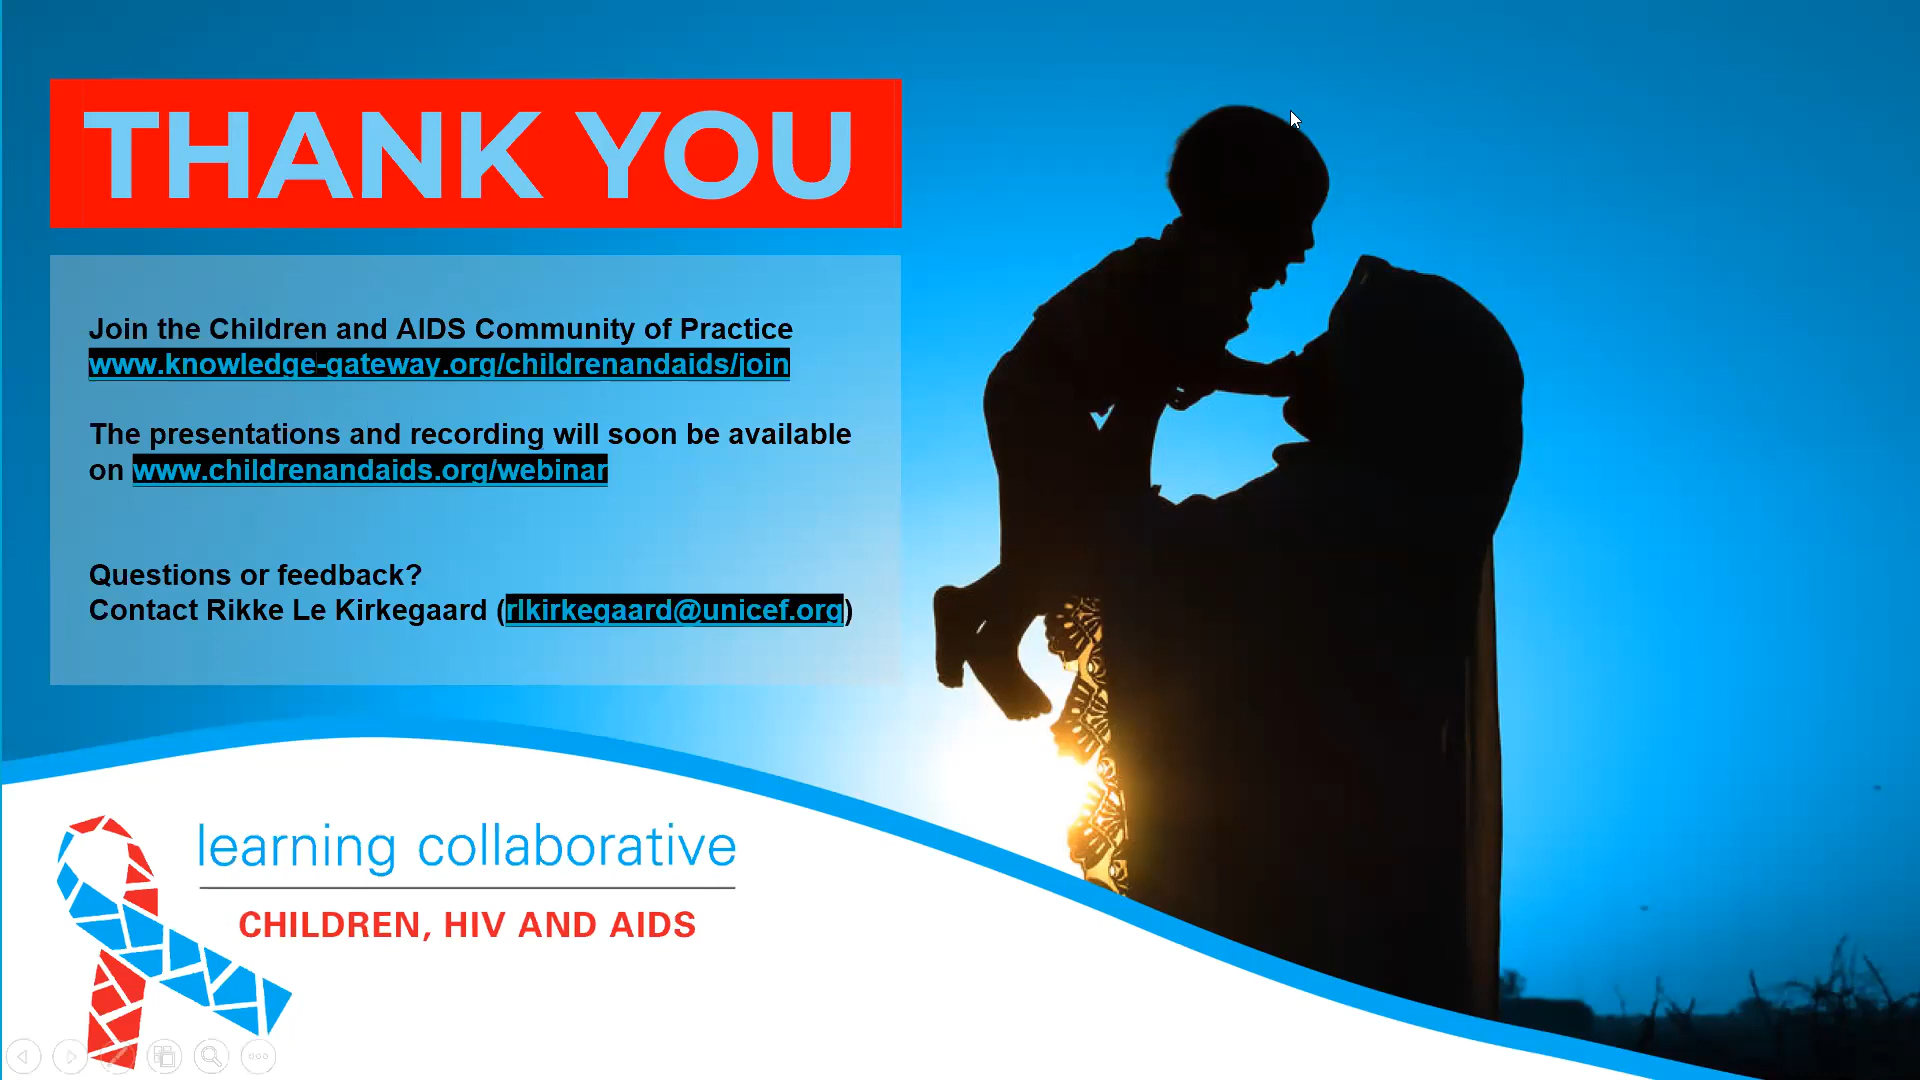 THANK YOU
Join the Children and AIDS Community of Practice
www.knowledge-gateway.org/childrenandaids/join
The presentations and recording will soon be available
on www.childrenandaids.org/webinar
Questions or feedback?
Contact Rikke Le Kirkegaard (rlkirkegaard@unicef.org)
learning collaborative
CHILDREN, HIV AND AIDS